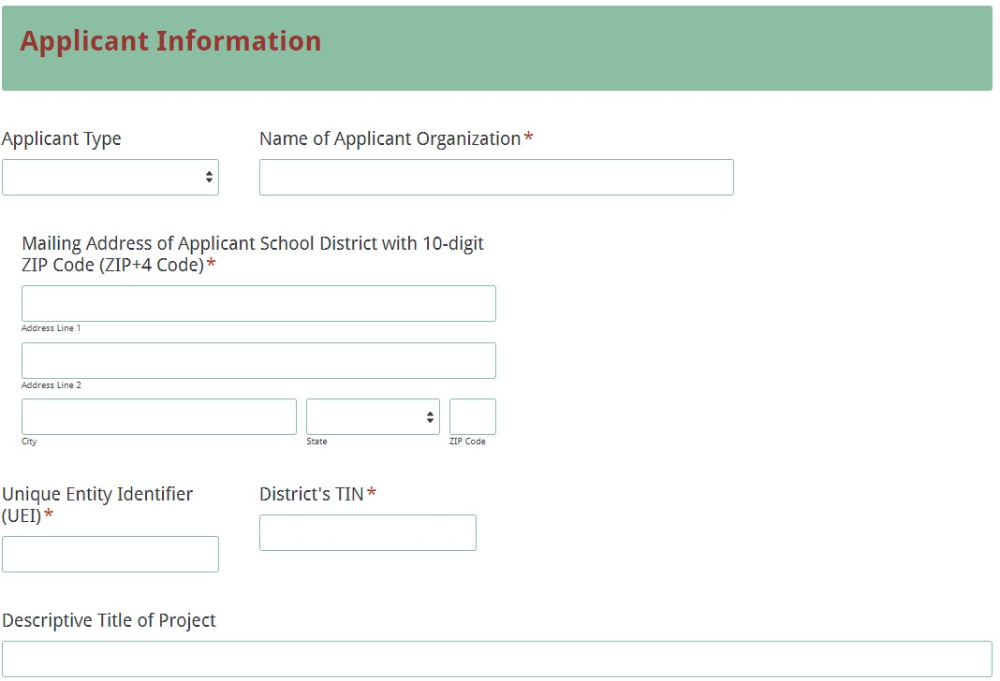 Applicant Information
Applicant Type
Name of Applicant Organization*
Mailing Address of Applicant School District with 10-digit
ZIP Code (ZIP+4 Code)*
Address Line 1
Address Line 2
City
State
ZIP Code
Unique Entity Identifier
(UEI)*
District's TIN*
Descriptive Title of Project